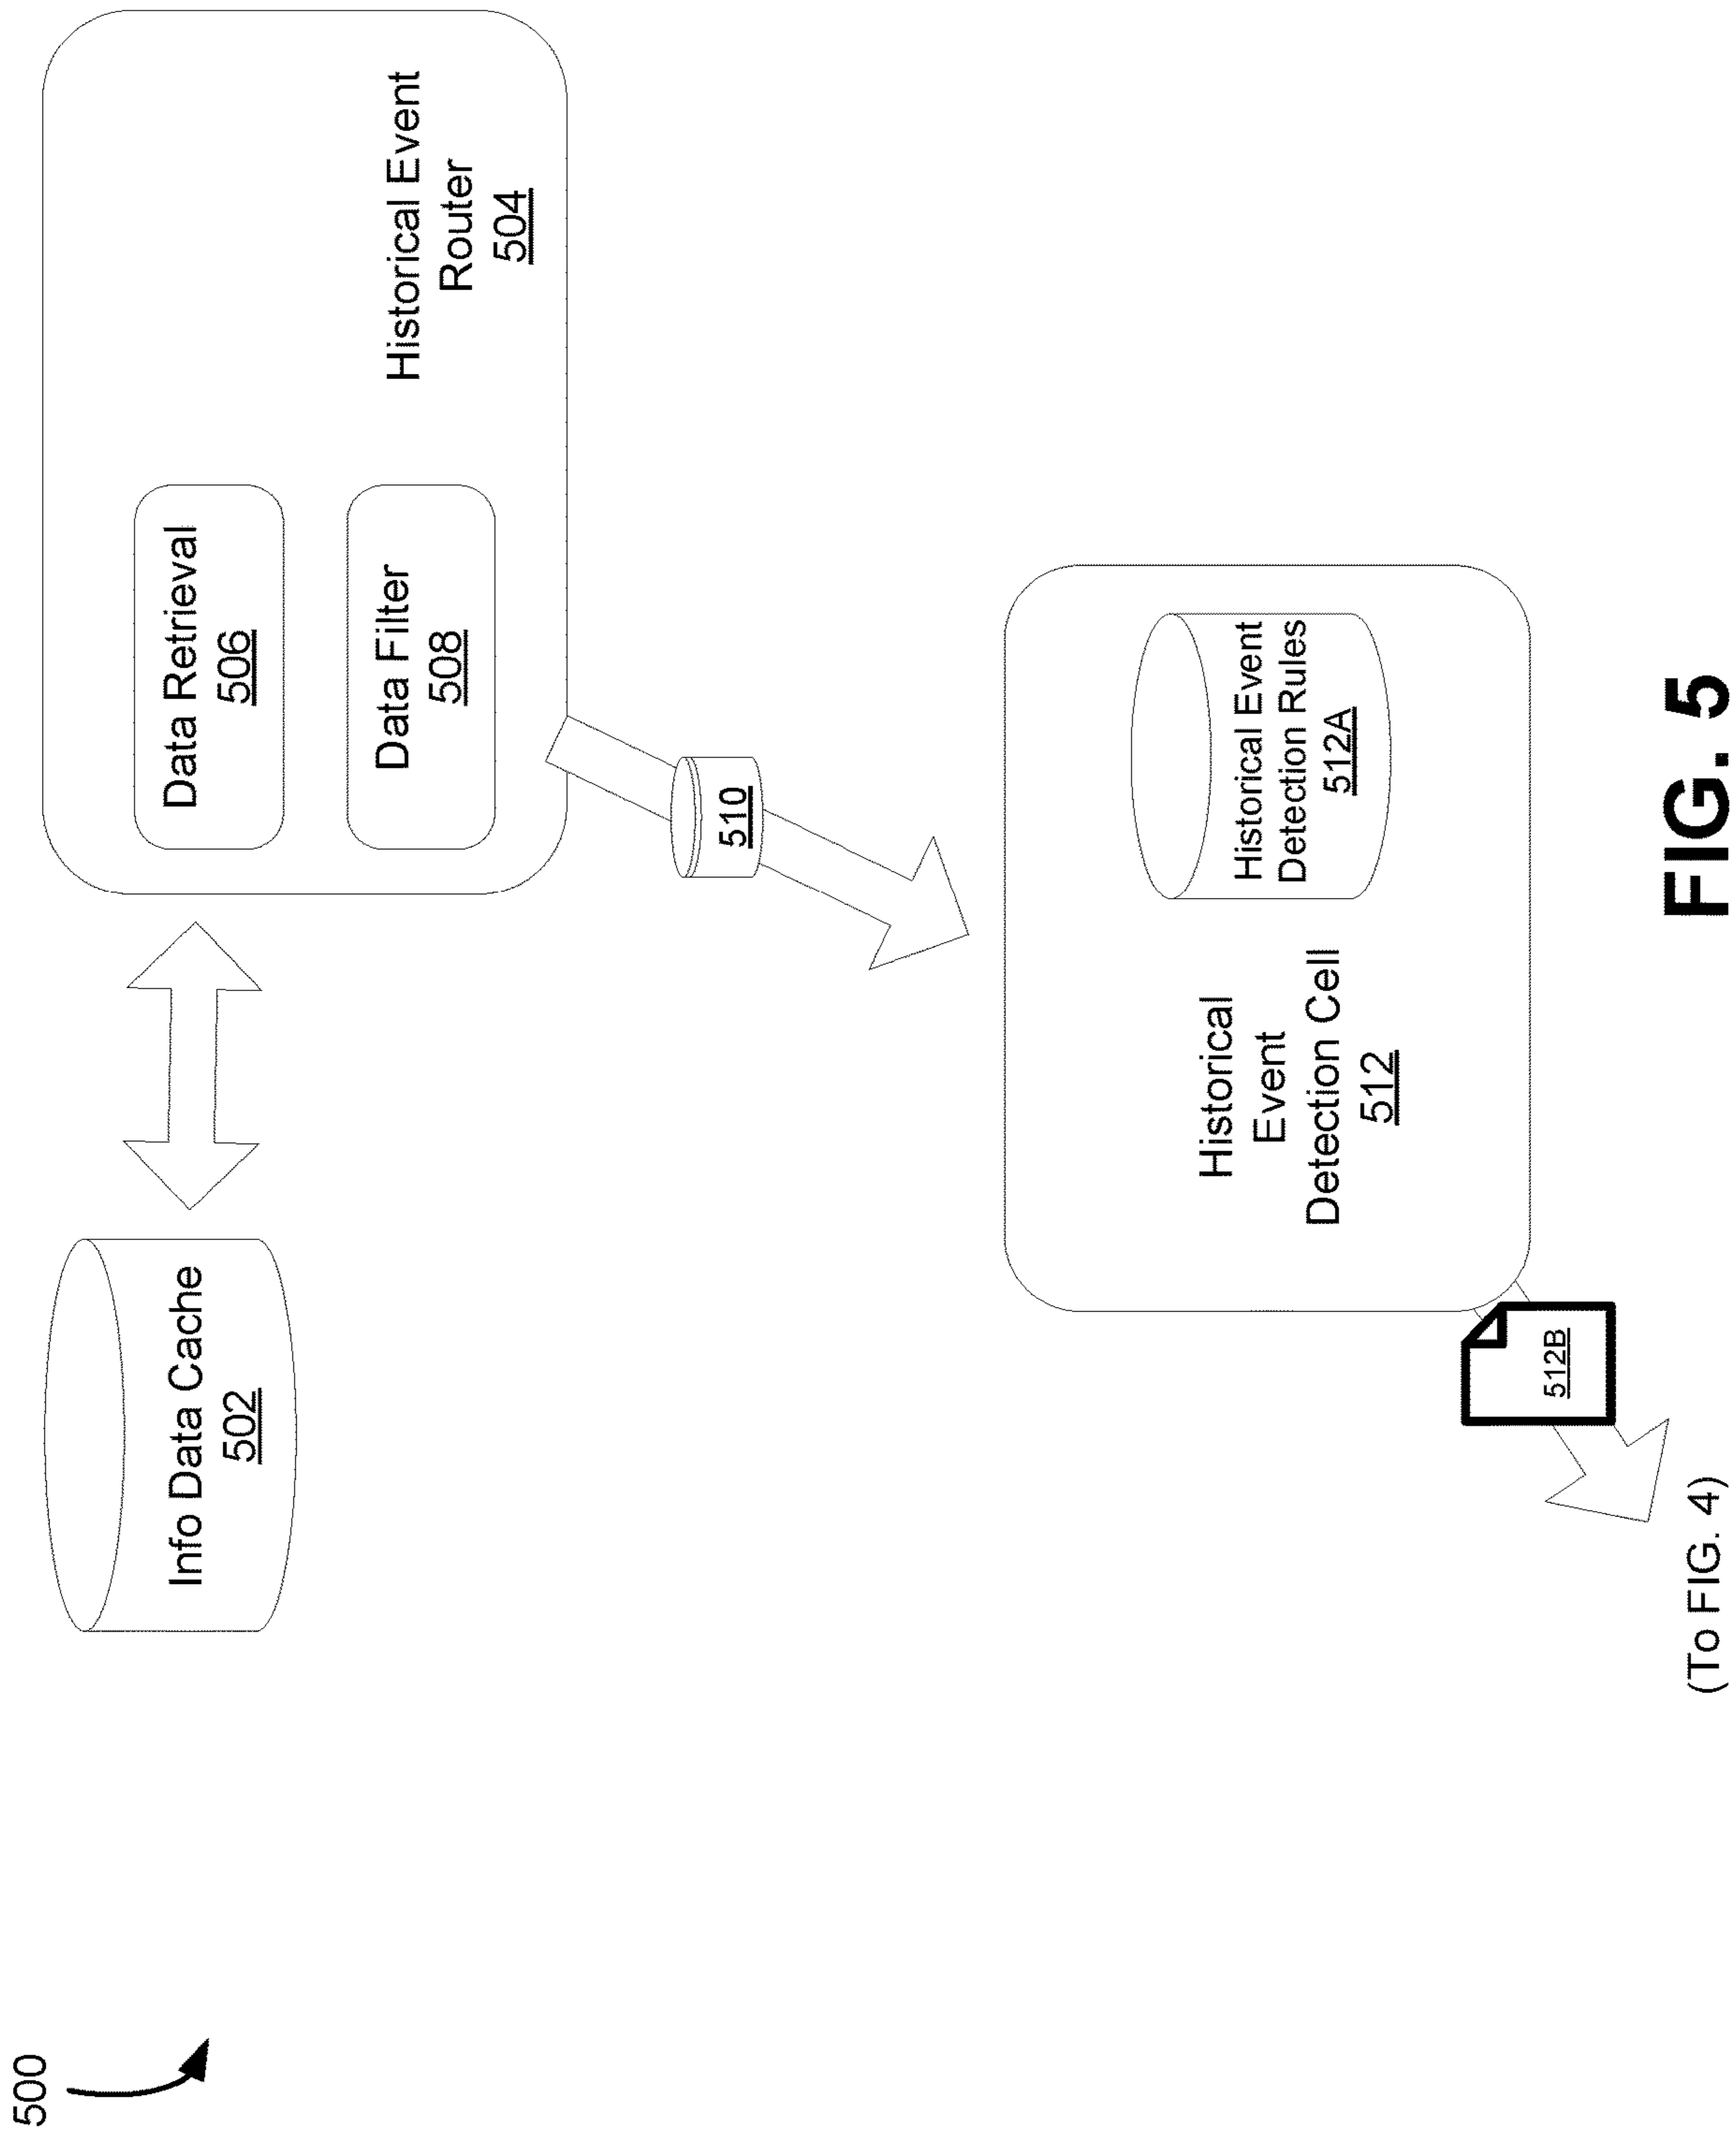 500
Info Data Cache
502
Data Retrieval
506
Data Filter
508
Historical Event
Router
504
510
Historical
Event
Detection Cell
512
Historical Event
Detection Rules
512A
512B
(To FIG. 4)
FIG. 5